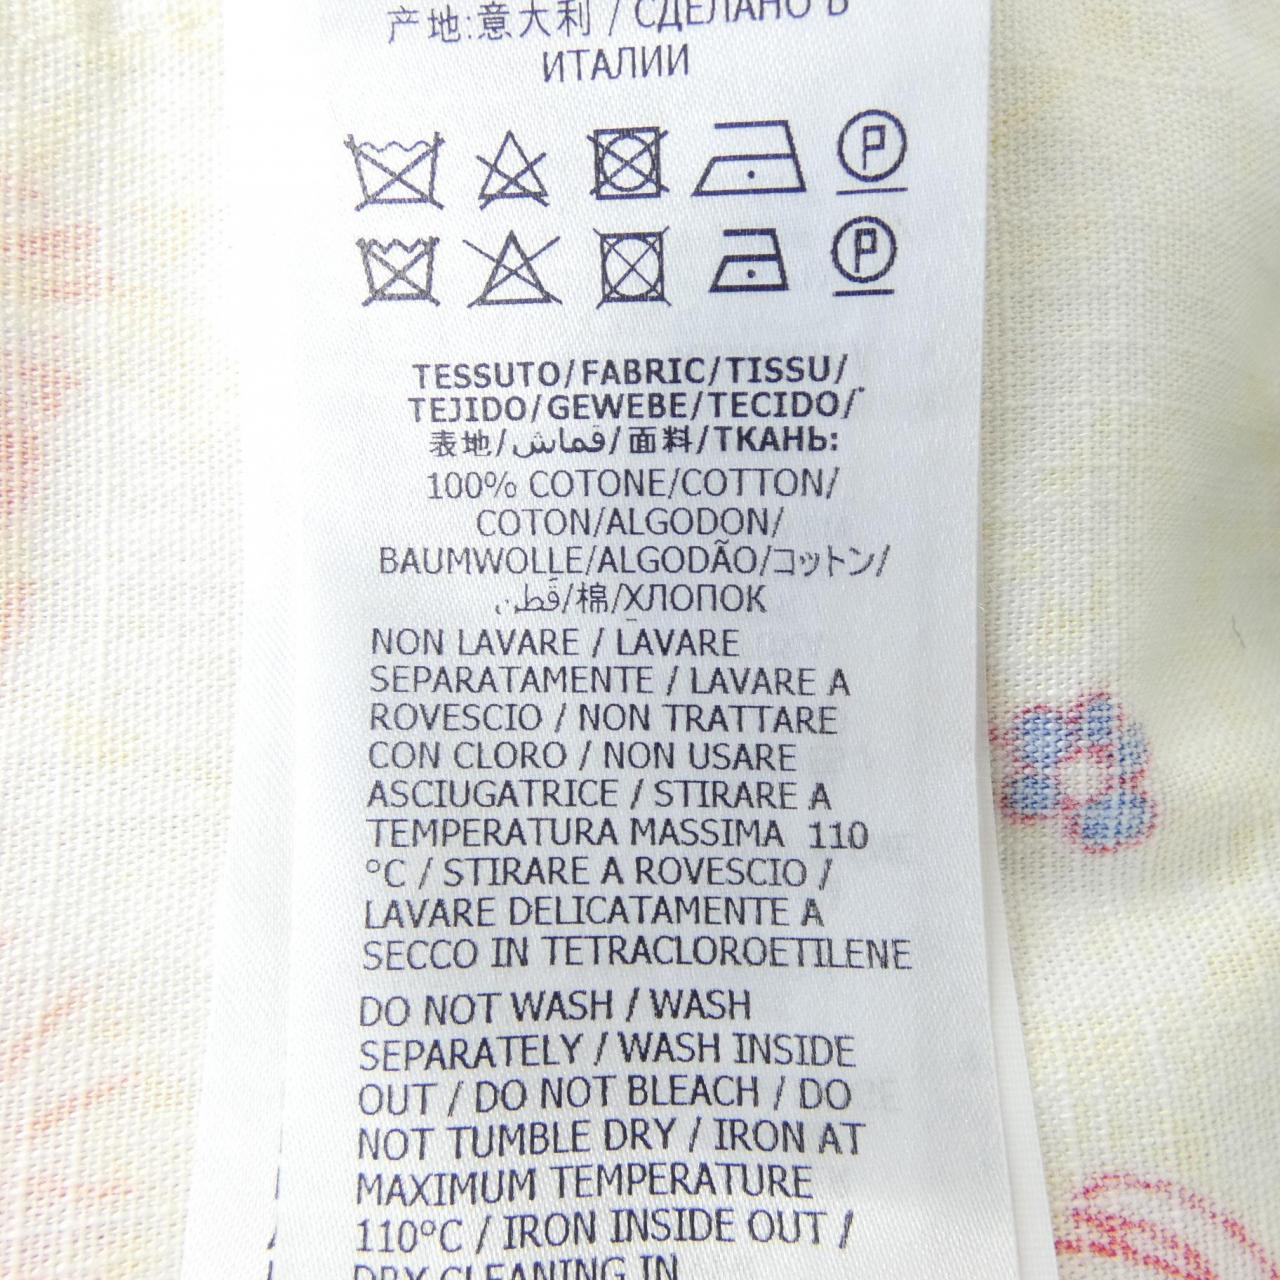 产地:意大利 / СДЕЛАНО В
ИТАЛИИ
P
P
TESSUTO/FABRIC/TISSU/
TEJIDO/GEWEBE/TECIDO/
表地/قماش/面料/ТКАНЬ:
100% COTONE/COTTON/
COTON/ALGODON/
BAUMWOLLE/ALGODÃO/コットン/
قطن/棉/ХЛОПОК
NON LAVARE / LAVARE
SEPARATAMENTE / LAVARE A
ROVESCIO / NON TRATTARE
CON CLORO / NON USARE
ASCIUGATRICE / STIRARE A
TEMPERATURA MASSIMA 110
°C / STIRARE A ROVESCIO /
LAVARE DELICATAMENTE A
SECCO IN TETRACLOROETILENE
DO NOT WASH / WASH
SEPARATELY / WASH INSIDE
OUT / DO NOT BLEACH / DO
NOT TUMBLE DRY / IRON AT
MAXIMUM TEMPERATURE
110°C / IRON INSIDE OUT /
DRY CLEANING IN